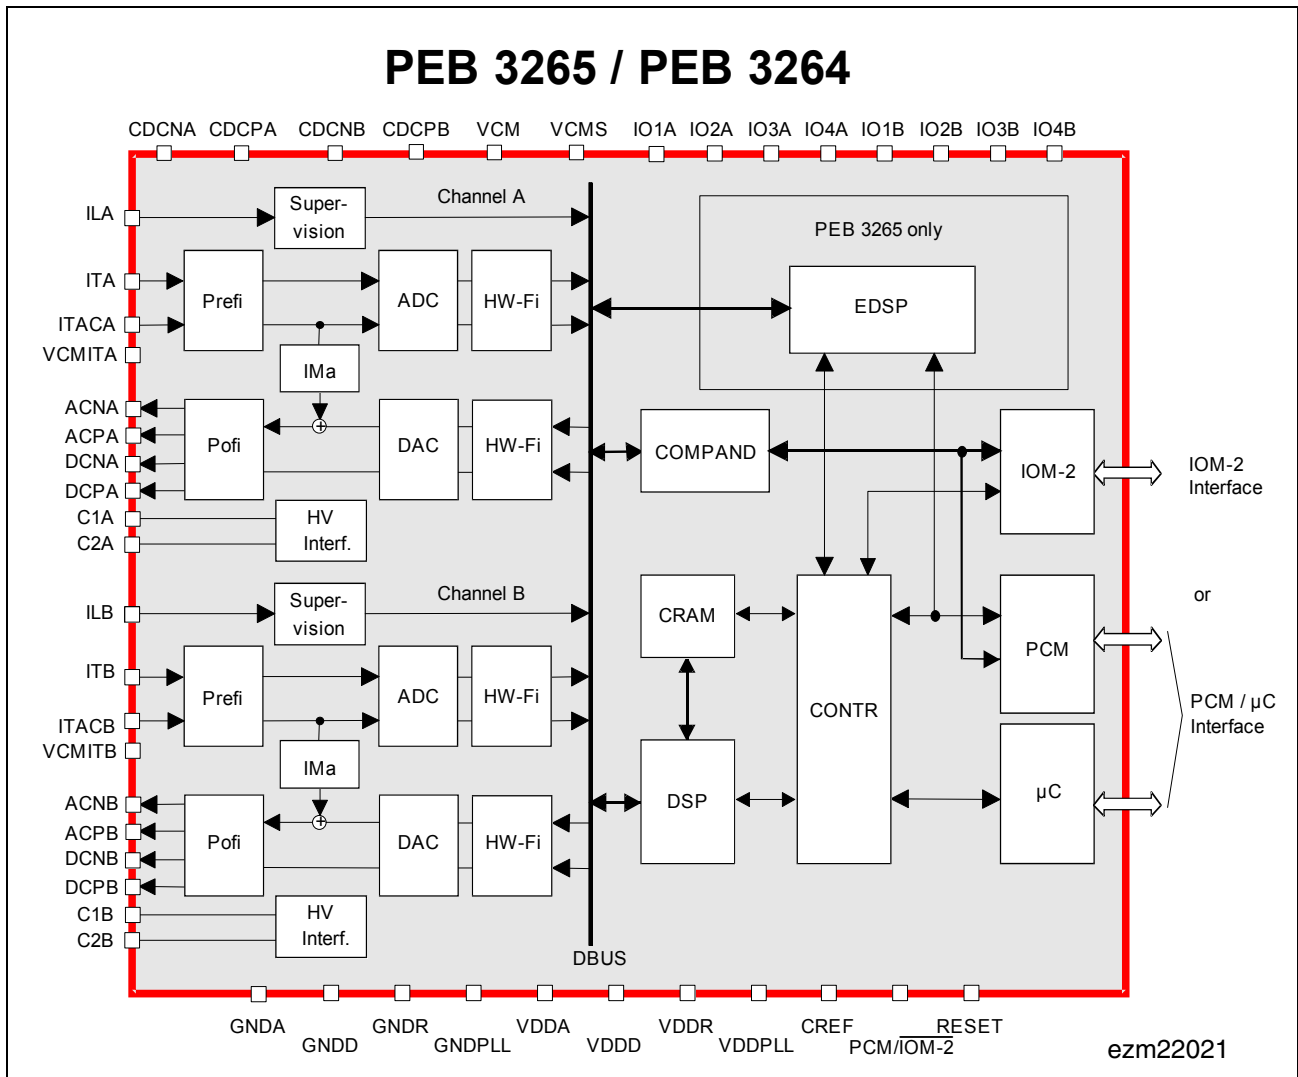 PEB 3265 / PEB 3264
CDCNA CDCPA CDCNB CDCPB VCM VCMS IO1A IO2A IO3A IO4A IO1B IO2B IO3B IO4B
ILA
Super-
vision
Channel A
PEB 3265 only
ITA
Prefi
ADC
HW-Fi
EDSP
ITACA
VCMITA
IMa
ACNA
ACPA
DCNA
DCPA
Pofi
+
DAC
HW-Fi
COMPAND
IOM-2
IOM-2
Interface
C1A
C2A
HV
Interf.
ILB
Super-
vision
Channel B
CRAM
or
ITB
Prefi
ADC
HW-Fi
CONTR
PCM
PCM / µC
Interface
ITACB
VCMITB
IMa
ACNB
ACPB
DCNB
DCPB
Pofi
+
DAC
HW-Fi
DSP
µC
C1B
C2B
HV
Interf.
DBUS
GNDA GNDR VDDA VDDR CREF RESET
GNDD GNDPLL VDDD VDDPLL PCM/IOM-2
ezm22021